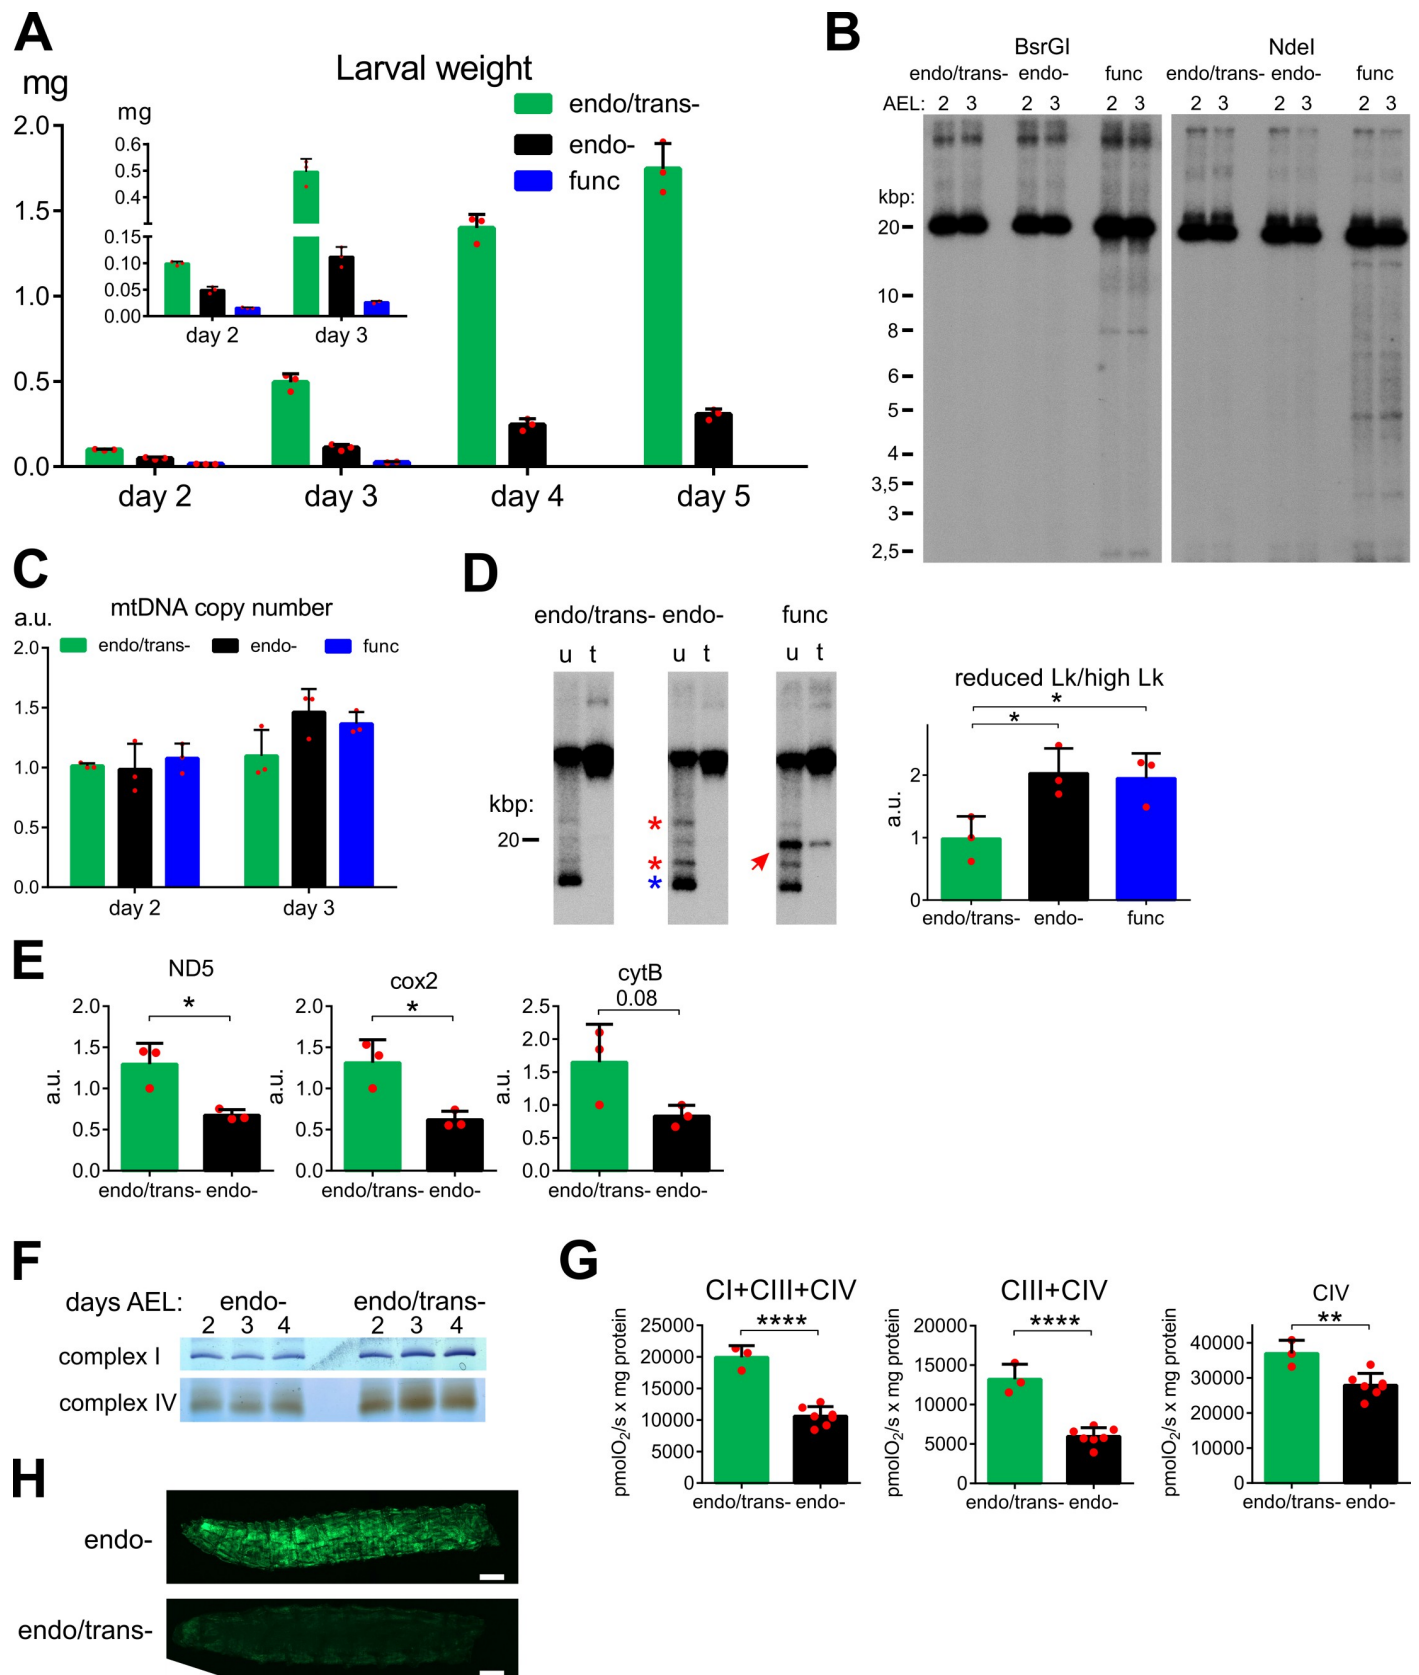 A
Larval weight
mg
endo/trans-
endo-
func
2.0
1.5
1.0
0.5
0.0
mg
0.6
0.5
0.4
0.15
0.10
0.05
0.00
day 2 day 3
day 2 day 3 day 4 day 5
B
BsrGI NdeI
endo/trans- endo- func endo/trans- endo- func
AEL: 2 3 2 3 2 3 2 3 2 3 2 3
kbp:
20
10
8
6
5
4
3,5
3
2,5
C
mtDNA copy number
a.u.
endo/trans- endo- func
2.0
1.5
1.0
0.5
0.0
day 2 day 3
D
endo/trans- endo- func
u t u t u t
kbp:
20
*
*
*
reduced Lk/high Lk
*
*
a.u.
2
1
0
endo/trans- endo- func
E
ND5
*
2.0
1.5
1.0
0.5
0.0
a.u.
endo/trans- endo-
cox2
*
2.0
1.5
1.0
0.5
0.0
a.u.
endo/trans- endo-
cytB
0.08
2.5
2.0
1.5
1.0
0.5
0.0
a.u.
endo/trans- endo-
F
days AEL: endo- endo/trans-
2 3 4 2 3 4
complex I
complex IV
G
CI+CIII+CIV
****
25000
20000
15000
10000
5000
0
pmolO2/s x mg protein
endo/trans- endo-
CIII+CIV
****
20000
15000
10000
5000
0
pmolO2/s x mg protein
endo/trans- endo-
CIV
**
40000
30000
20000
10000
0
pmolO2/s x mg protein
endo/trans- endo-
H
endo-
endo/trans-